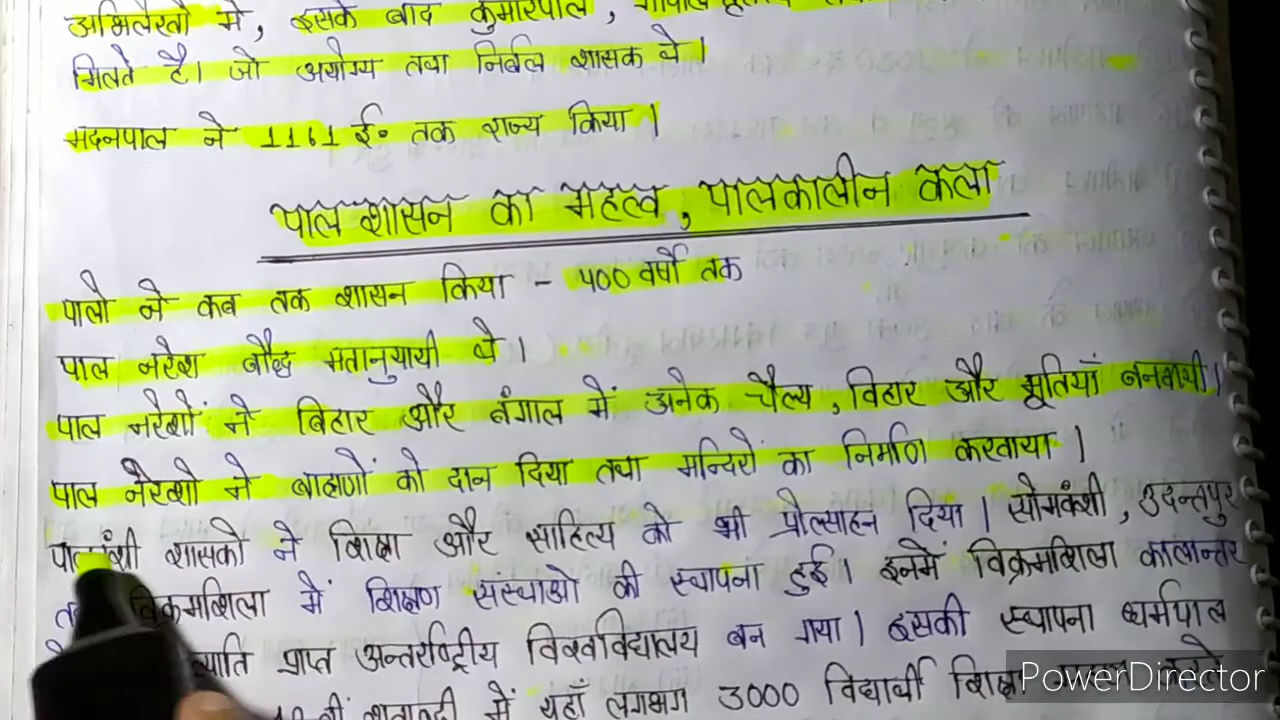 अभिलेखों में, इसके बाद कुमारपाल,
मिलते है। जो अयोग्य तथा निर्बल शासक थे।
मदनपाल ने 1161 ई० तक राज्य किया।
पाल शासन का महत्व, पालकालीन कला
पालो ने कब तक शासन किया - 400 वर्षों तक
पाल नरेश बौद्ध मतानुयायी थे।
पाल नरेशों ने बिहार और बंगाल में अनेक चैत्य, विहार और मूर्तियाँ बनवायी।
पाल नरेशो ने ब्राह्मणों को दान दिया तथा मन्दिरों का निर्माण करवाया।
शासको ने शिक्षा और साहित्य को भी प्रोत्साहन दिया। सोमवंशी, उदन्तपुर
विक्रमशिला में शिक्षण संस्थाओ की स्थापना हुई। इनमें विक्रमशिला कालान्तर
ख्याति प्राप्त अन्तर्राष्ट्रीय विश्वविद्यालय बन गया। इसकी स्थापना धर्मपाल
शताब्दी में यहाँ लगभग 3000 विद्यार्थी शिक्षा
PowerDirector